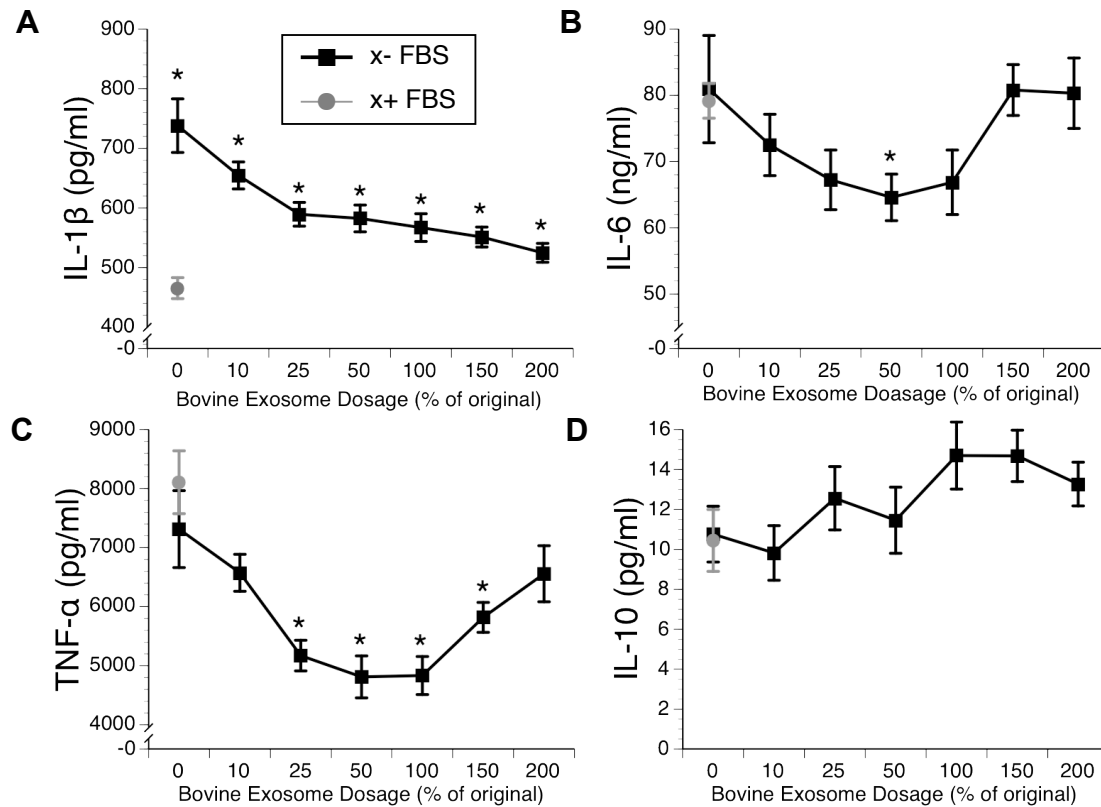 A
IL-1β (pg/ml)
900
800
700
600
500
400
-0
x- FBS
x+ FBS
*
*
*
*
*
*
*
0 10 25 50 100 150 200
Bovine Exosome Dosage (% of original)
B
IL-6 (ng/ml)
90
80
70
60
50
-0
*
0 10 25 50 100 150 200
Bovine Exosome Doasage (% of original)
C
TNF-α (pg/ml)
9000
8000
7000
6000
5000
4000
-0
*
*
*
*
0 10 25 50 100 150 200
Bovine Exosome Dosage (% of original)
D
IL-10 (pg/ml)
16
14
12
10
8
6
4
2
0
0 10 25 50 100 150 200
Bovine Exosome Dosage (% of original)